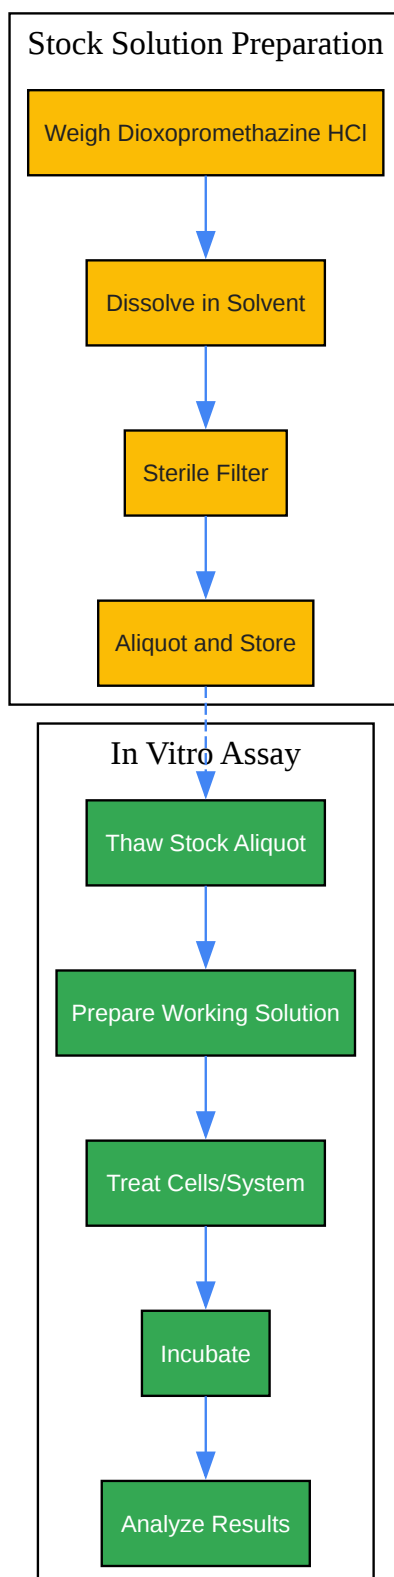 Stock Solution Preparation
Weigh Dioxopromethazine HCl
Dissolve in Solvent
Sterile Filter
Aliquot and Store
In Vitro Assay
Thaw Stock Aliquot
Prepare Working Solution
Treat Cells/System
Incubate
Analyze Results